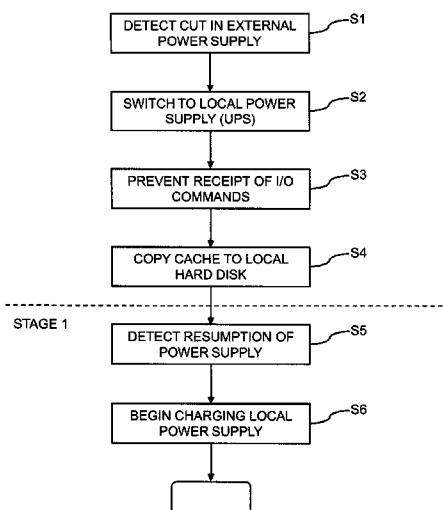 DETECT CUT IN EXTERNAL
POWER SUPPLY
S1
SWITCH TO LOCAL POWER
SUPPLY (UPS)
S2
PREVENT RECEIPT OF I/O
COMMANDS
S3
COPY CACHE TO LOCAL
HARD DISK
S4
STAGE 1
DETECT RESUMPTION OF
POWER SUPPLY
S5
BEGIN CHARGING LOCAL
POWER SUPPLY
S6